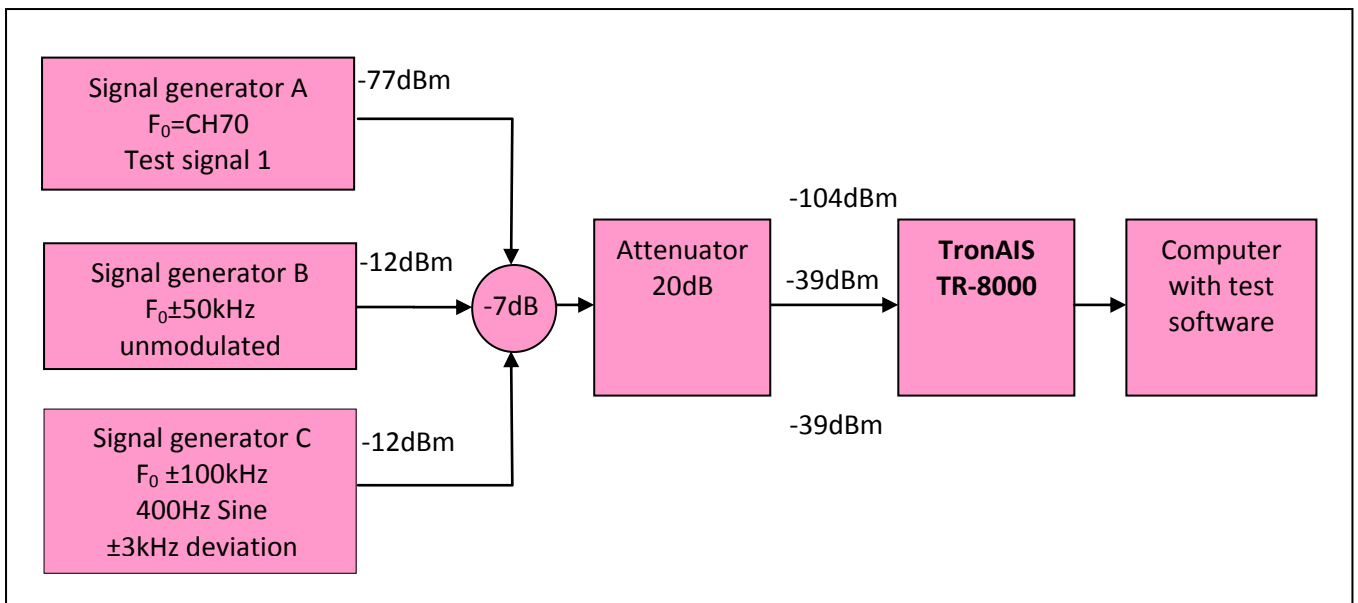 Signal generator A
F₀=CH70
Test signal 1
-77dBm
Signal generator B
F₀±50kHz
unmodulated
-12dBm
Signal generator C
F₀ ±100kHz
400Hz Sine
±3kHz deviation
-12dBm
-7dB
Attenuator
20dB
-104dBm
-39dBm
-39dBm
TronAIS
TR-8000
Computer
with test
software